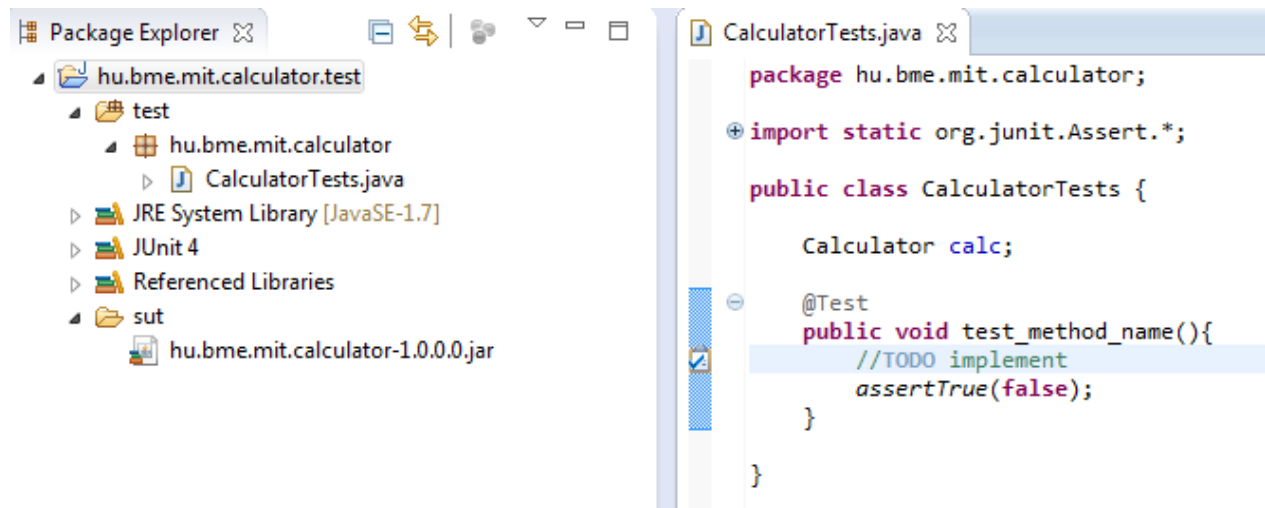 Package Explorer
hu.bme.mit.calculator.test
test
hu.bme.mit.calculator
CalculatorTests.java
JRE System Library [JavaSE-1.7]
JUnit 4
Referenced Libraries
sut
hu.bme.mit.calculator-1.0.0.0.jar
CalculatorTests.java
package hu.bme.mit.calculator;
import static org.junit.Assert.*;
public class CalculatorTests {
Calculator calc;
@Test
public void test_method_name(){
//TODO implement
assertTrue(false);
}
}